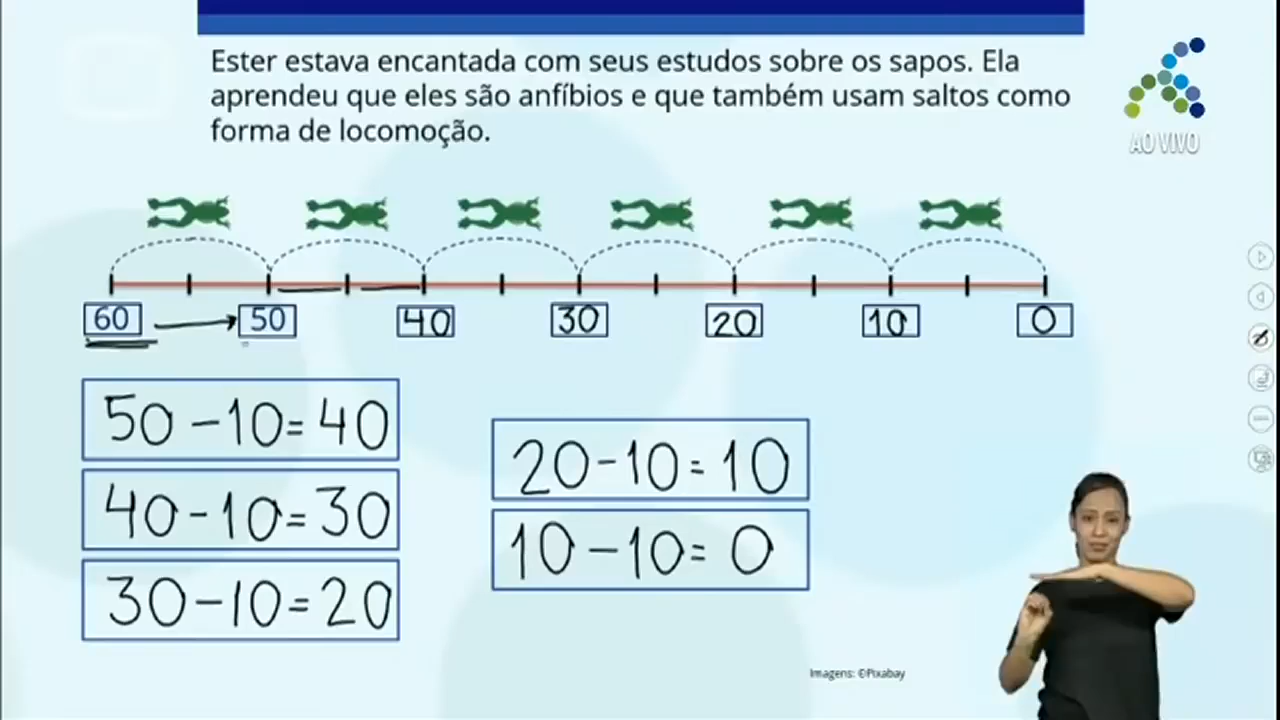 Ester estava encantada com seus estudos sobre os sapos. Ela
aprendeu que eles são anfíbios e que também usam saltos como
forma de locomoção.
AO VIVO
60 50 40 30 20 10 0
50-10=40
40-10=30
30-10=20
20-10=10
10-10=0
Imagens: ©Pixabay